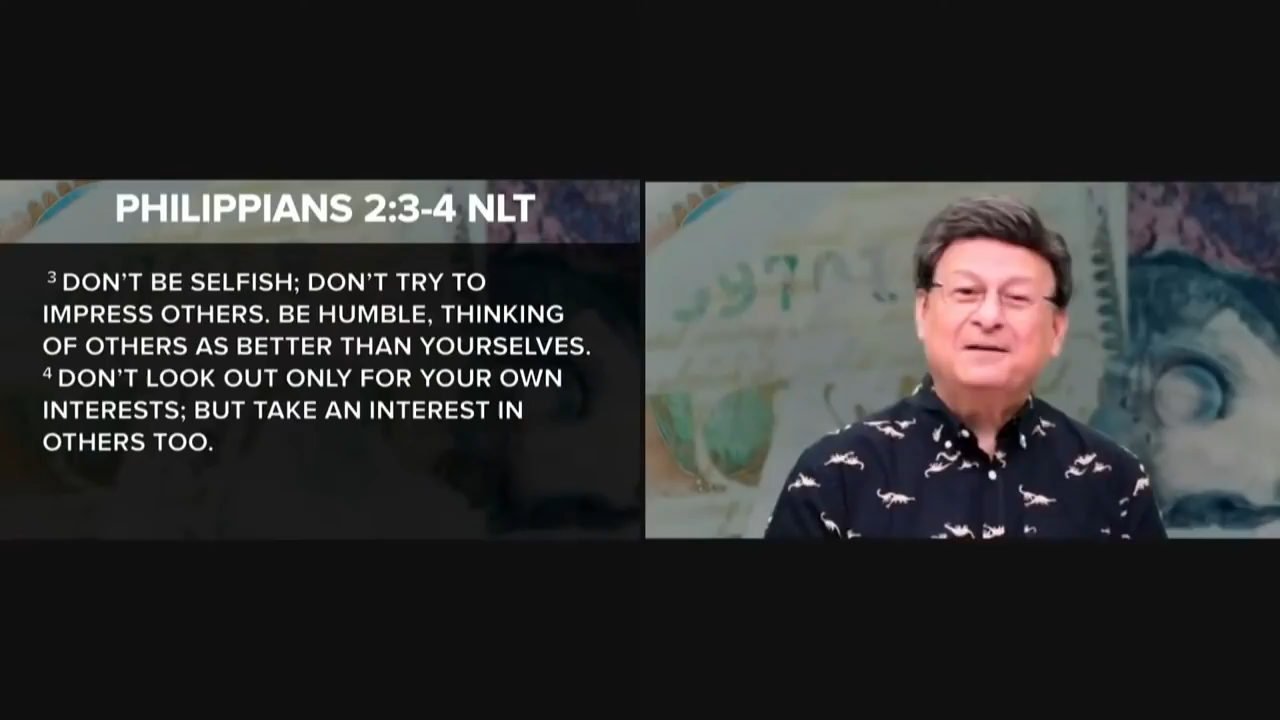 PHILIPPIANS 2:3-4 NLT
³ DON'T BE SELFISH; DON'T TRY TO
IMPRESS OTHERS. BE HUMBLE, THINKING
OF OTHERS AS BETTER THAN YOURSELVES.
⁴ DON'T LOOK OUT ONLY FOR YOUR OWN
INTERESTS; BUT TAKE AN INTEREST IN
OTHERS TOO.